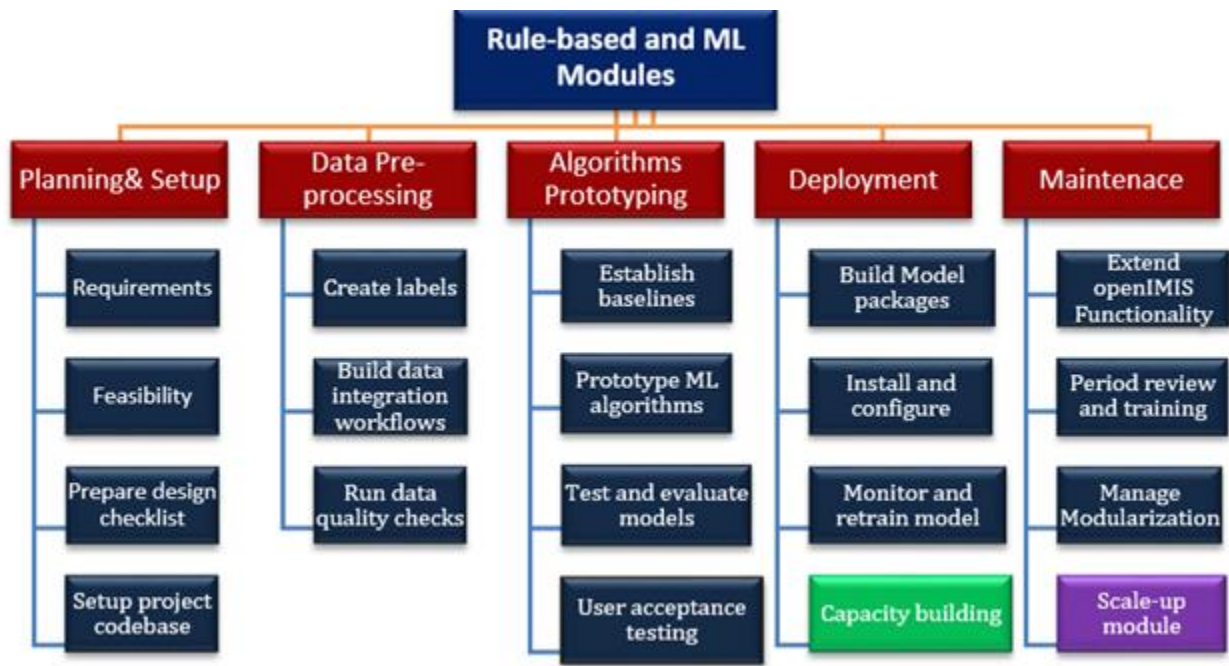 Rule-based and ML
Modules
Planning& Setup
Requirements
Feasibility
Prepare design
checklist
Setup project
codebase
Data Pre-
processing
Create labels
Build data
integration
workflows
Run data
quality checks
Algorithms
Prototyping
Establish
baselines
Prototype ML
algorithms
Test and evaluate
models
User acceptance
testing
Deployment
Build Model
packages
Install and
configure
Monitor and
retrain model
Capacity building
Maintenace
Extend
openIMIS
Functionality
Period review
and training
Manage
Modularization
Scale-up
module